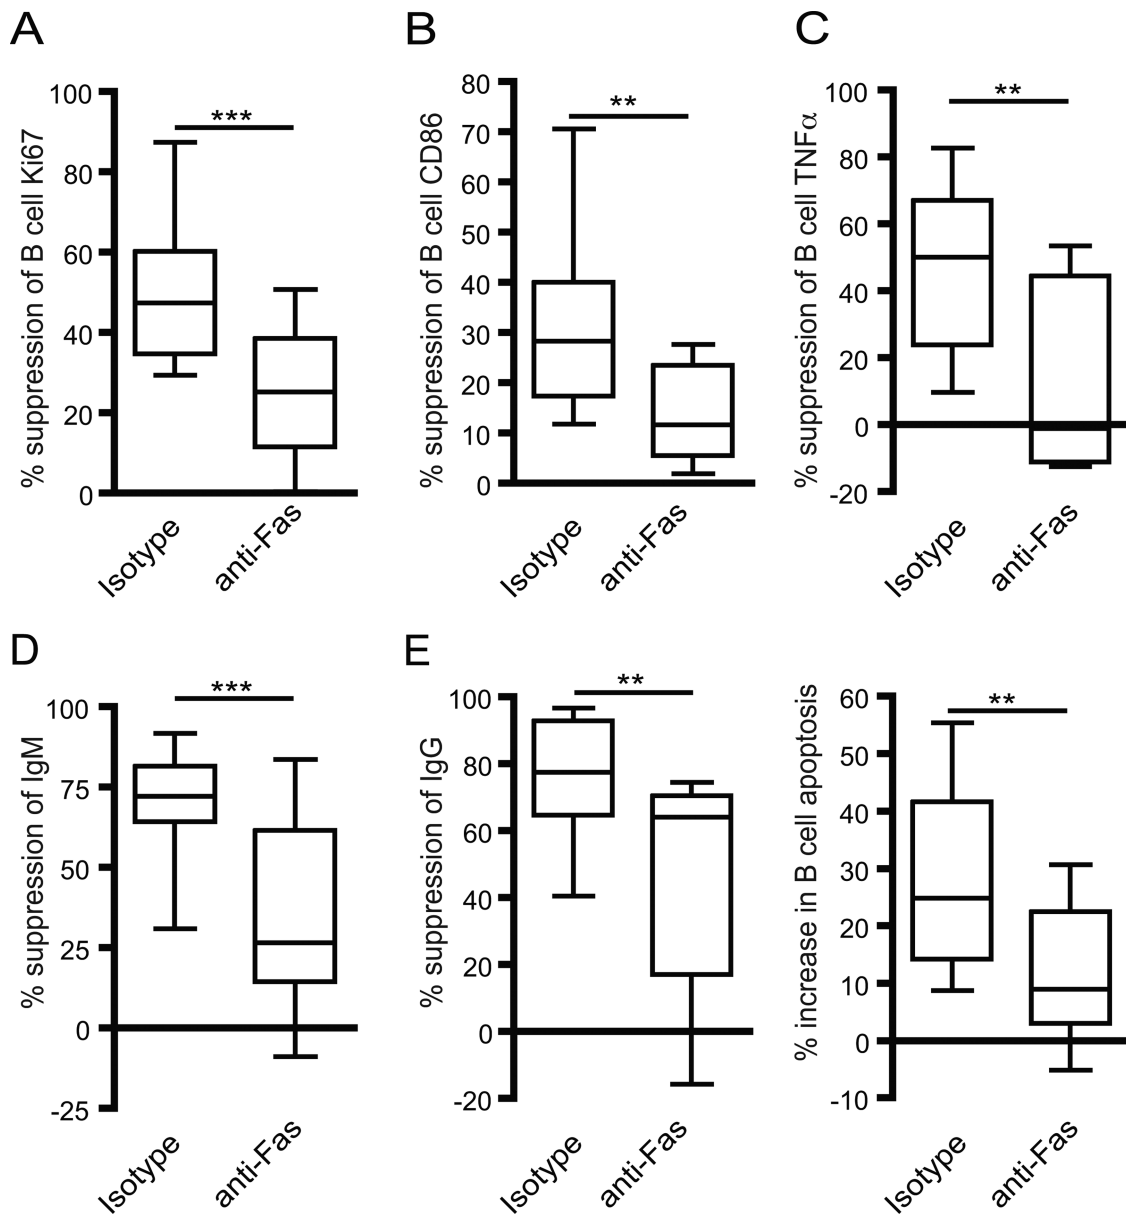 A
% suppression of B cell Ki67
100
80
60
40
20
0
***
Isotype
anti-Fas
B
% suppression of B cell CD86
80
70
60
50
40
30
20
10
0
**
Isotype
anti-Fas
C
% suppression of B cell TNFα
100
80
60
40
20
0
-20
**
Isotype
anti-Fas
D
% suppression of IgM
100
75
50
25
0
-25
***
Isotype
anti-Fas
E
% suppression of IgG
100
80
60
40
20
0
-20
**
Isotype
anti-Fas
% increase in B cell apoptosis
60
50
40
30
20
10
0
-10
**
Isotype
anti-Fas